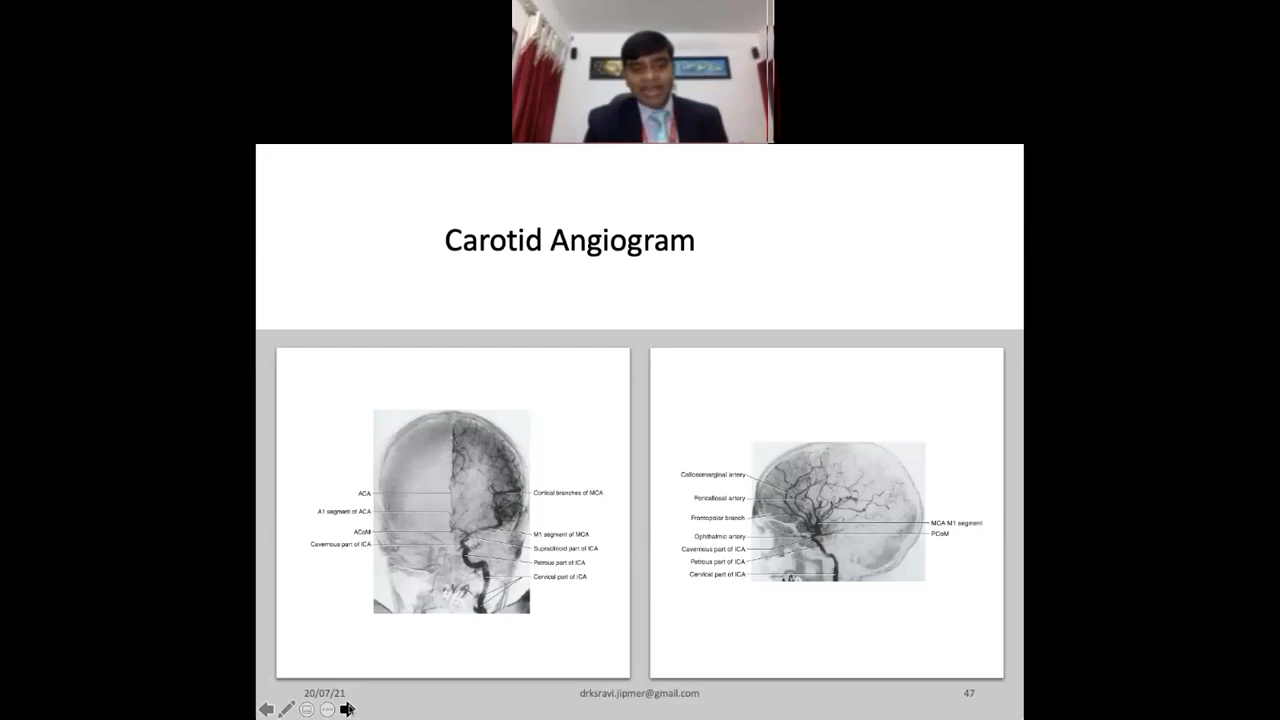 Carotid Angiogram
ACA
A1 segment of ACA
ACoM
Cavernous part of ICA
Cortical branches of MCA
M1 segment of MCA
Supraclinoid part of ICA
Petrous part of ICA
Cervical part of ICA
Callosomarginal artery
Pericallosal artery
Frontopolar branch
Ophthalmic artery
Cavernous part of ICA
Petrous part of ICA
Cervical part of ICA
MCA M1 segment
PCoM
20/07/21
drksravi.jipmer@gmail.com
47